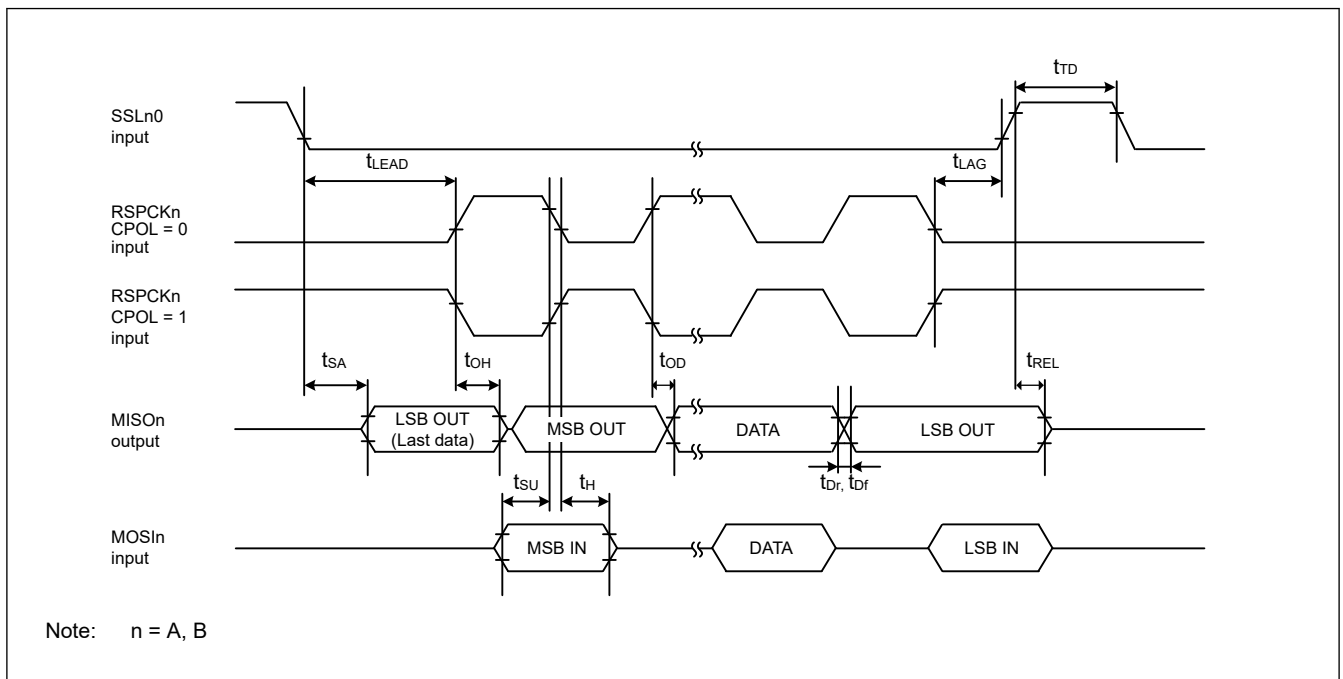 tTD
SSLn0
input
tLEAD
tLAG
RSPCKn
CPOL = 0
input
RSPCKn
CPOL = 1
input
tSA
tOH
tOD
tREL
MISOn
output
LSB OUT
(Last data)
MSB OUT
DATA
LSB OUT
tSU
tH
tDr, tDf
MOSIn
input
MSB IN
DATA
LSB IN
Note: n = A, B